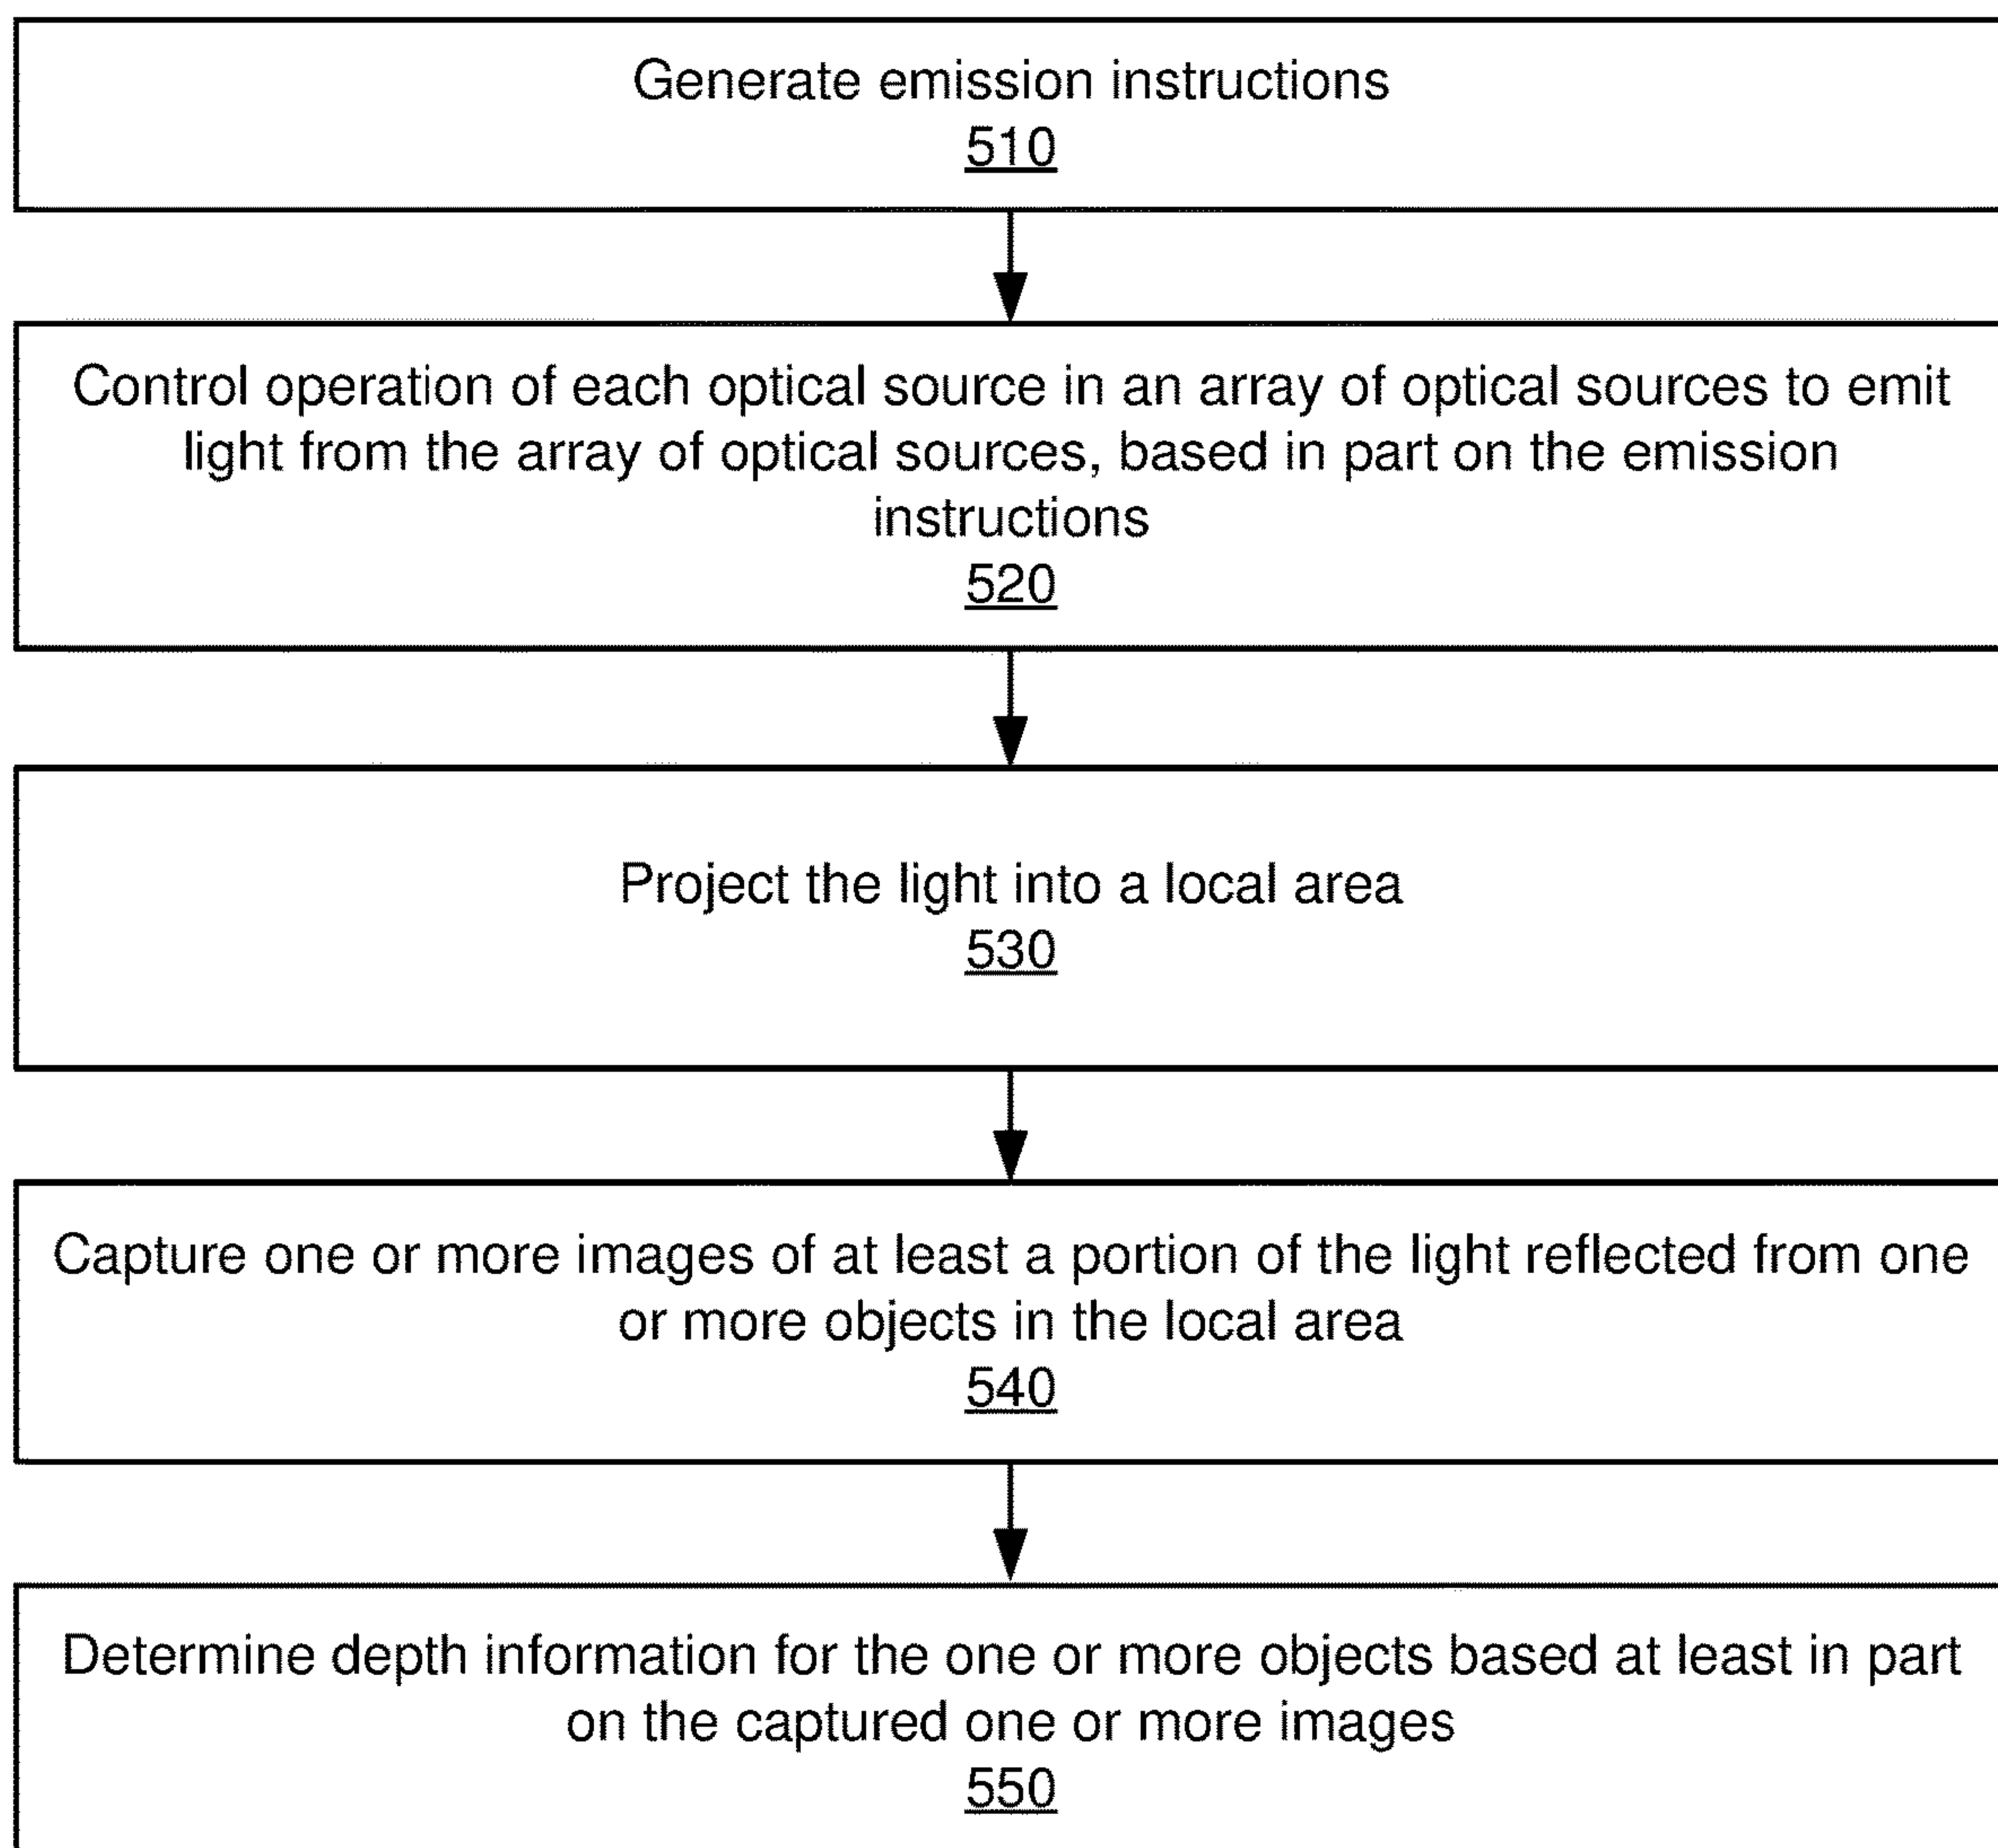 Generate emission instructions
510
Control operation of each optical source in an array of optical sources to emit
light from the array of optical sources, based in part on the emission
instructions
520
Project the light into a local area
530
Capture one or more images of at least a portion of the light reflected from one
or more objects in the local area
540
Determine depth information for the one or more objects based at least in part
on the captured one or more images
550